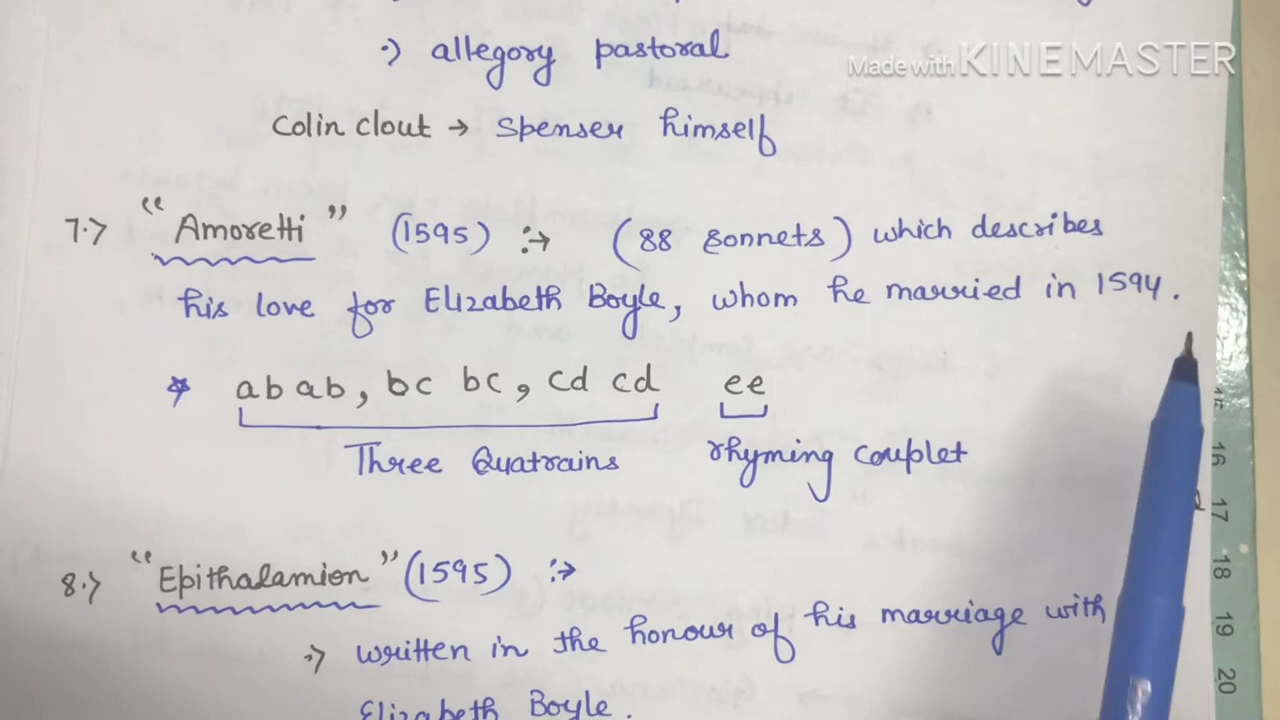 ·> allegory pastoral
Made with KINEMASTER
Colin clout → Spenser himself
7.> "Amoretti" (1595) :→ (88 Sonnets) which describes
his love for Elizabeth Boyle, whom he married in 1594.
* abab, bc bc, cd cd ee
Three Quatrains rhyming couplet
8.> "Epithalamion" (1595) :→
·> written in the honour of his marriage with
Elizabeth Boyle.
16
17
18
19
20